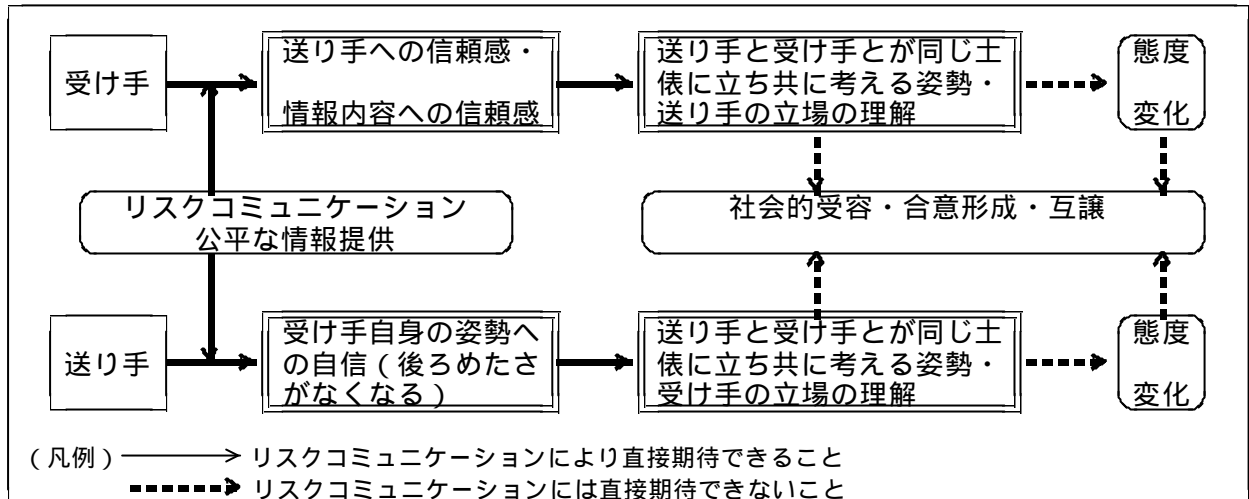 受け手
送り手への信頼感・
情報内容への信頼感
送り手と受け手とが同じ土
俵に立ち共に考える姿勢・
送り手の立場の理解
態度
変化
リスクコミュニケーション
公平な情報提供
社会的受容・合意形成・互譲
送り手
受け手自身の姿勢へ
の自信(後ろめたさ
がなくなる)
送り手と受け手とが同じ土
俵に立ち共に考える姿勢・
受け手の立場の理解
態度
変化
(凡例) リスクコミュニケーションにより直接期待できること
リスクコミュニケーションには直接期待できないこと